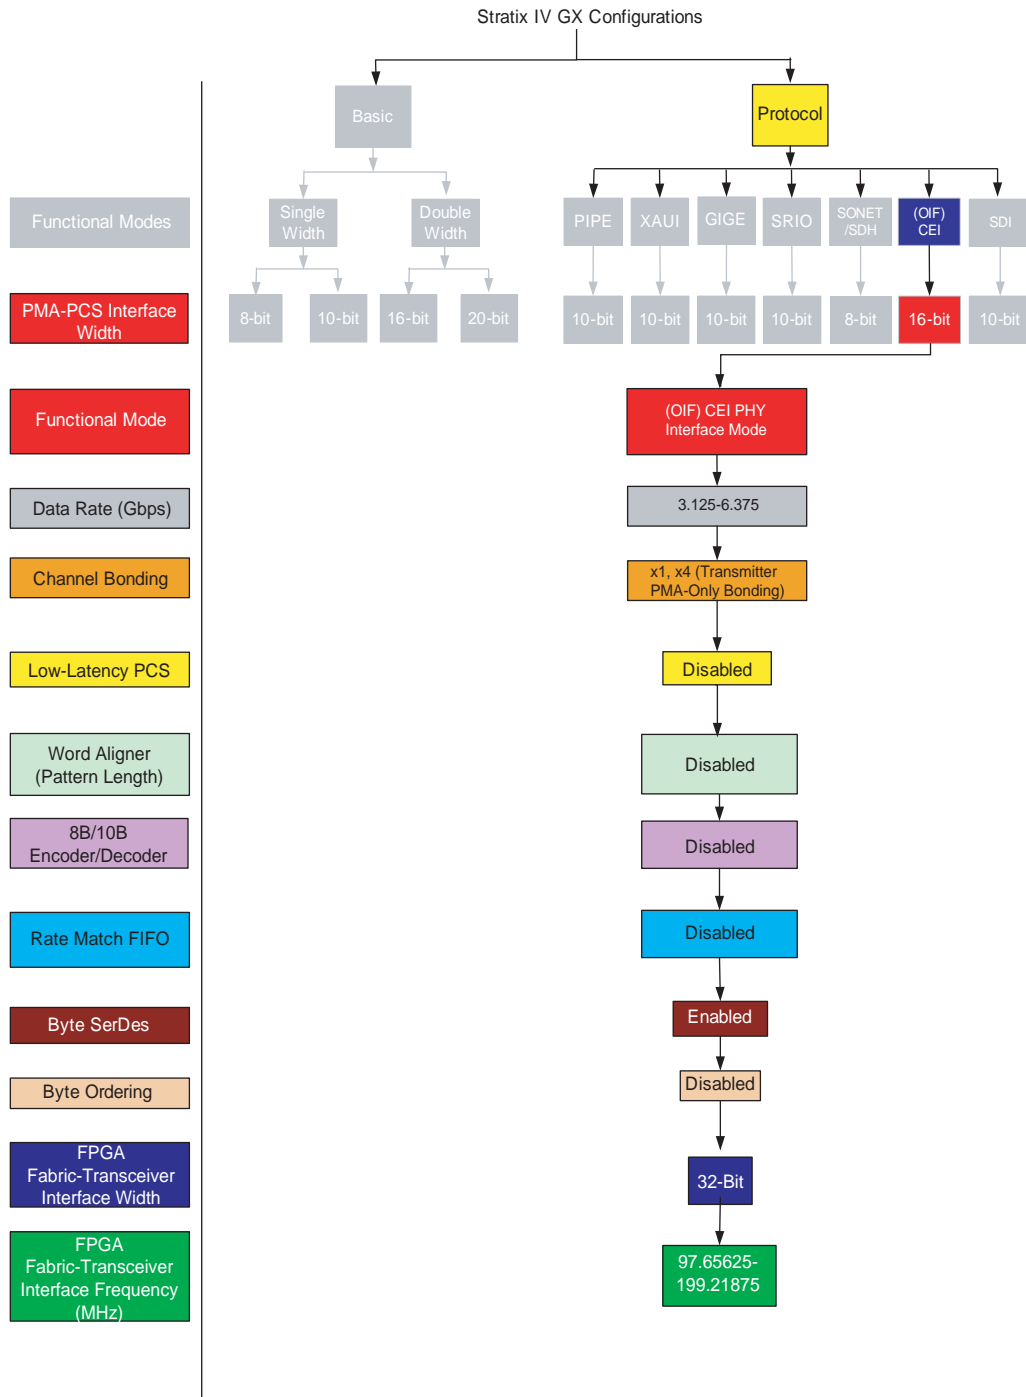 Stratix IV GX Configurations
Basic
Protocol
Functional Modes
Single
Width
Double
Width
PIPE
XAUI
GIGE
SRIO
SONET
/SDH
(OIF)
CEI
SDI
PMA-PCS Interface
Width
8-bit
10-bit
16-bit
20-bit
10-bit
10-bit
10-bit
10-bit
8-bit
16-bit
10-bit
Functional Mode
(OIF) CEI PHY
Interface Mode
Data Rate (Gbps)
3.125-6.375
Channel Bonding
x1, x4 (Transmitter
PMA-Only Bonding)
Low-Latency PCS
Disabled
Word Aligner
(Pattern Length)
Disabled
8B/10B
Encoder/Decoder
Disabled
Rate Match FIFO
Disabled
Byte SerDes
Enabled
Byte Ordering
Disabled
FPGA
Fabric-Transceiver
Interface Width
32-Bit
FPGA
Fabric-Transceiver
Interface Frequency
(MHz)
97.65625-
199.21875